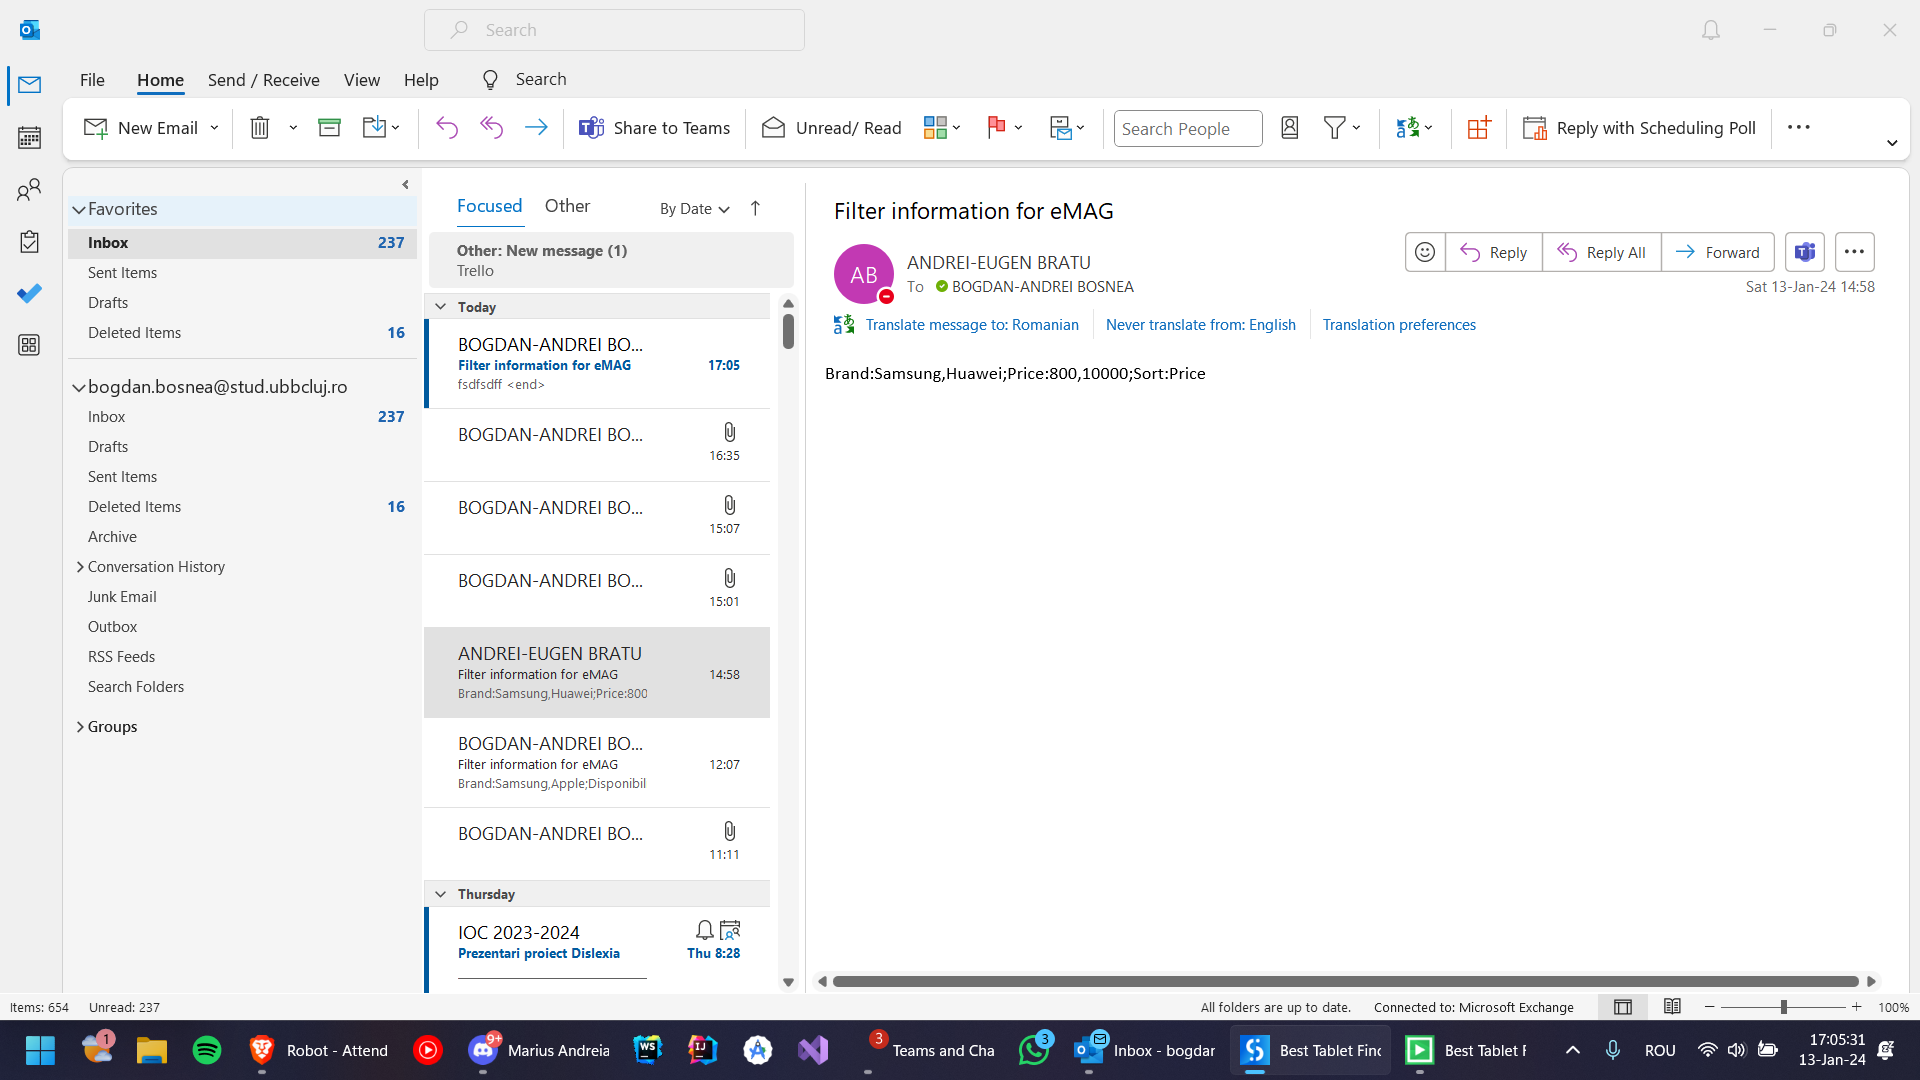 Search
File Home Send / Receive View Help Search
New Email Share to Teams Unread/ Read Search People Reply with Scheduling Poll
Favorites
Inbox 237
Sent Items
Drafts
Deleted Items 16
bogdan.bosnea@stud.ubbcluj.ro
Inbox 237
Drafts
Sent Items
Deleted Items 16
Archive
Conversation History
Junk Email
Outbox
RSS Feeds
Search Folders
Groups
Focused Other By Date
Other: New message (1)
Trello
Today
BOGDAN-ANDREI BO...
Filter information for eMAG 17:05
fsdfsdff <end>
BOGDAN-ANDREI BO...
16:35
BOGDAN-ANDREI BO...
15:07
BOGDAN-ANDREI BO...
15:01
ANDREI-EUGEN BRATU
Filter information for eMAG 14:58
Brand:Samsung,Huawei;Price:800
BOGDAN-ANDREI BO...
Filter information for eMAG 12:07
Brand:Samsung,Apple;Disponibil
BOGDAN-ANDREI BO...
11:11
Thursday
IOC 2023-2024
Prezentari proiect Dislexia Thu 8:28
Filter information for eMAG
AB
ANDREI-EUGEN BRATU
To BOGDAN-ANDREI BOSNEA
Reply Reply All Forward
Sat 13-Jan-24 14:58
Translate message to: Romanian Never translate from: English Translation preferences
Brand:Samsung,Huawei;Price:800,10000;Sort:Price
Items: 654 Unread: 237 All folders are up to date. Connected to: Microsoft Exchange 100%
1 Robot - Attend 9+ Marius Andreia WS IJ 3 Teams and Cha 3 Inbox - bogdar Best Tablet Finc Best Tablet F ROU
17:05:31
13-Jan-24